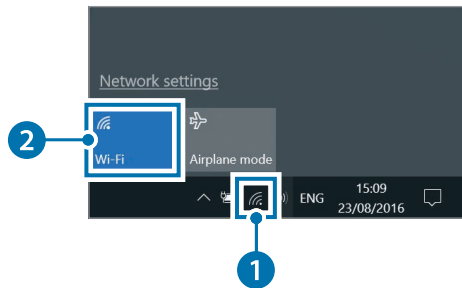 Network settings
2
Wi-Fi
Airplane mode
ENG
15:09
23/08/2016
1